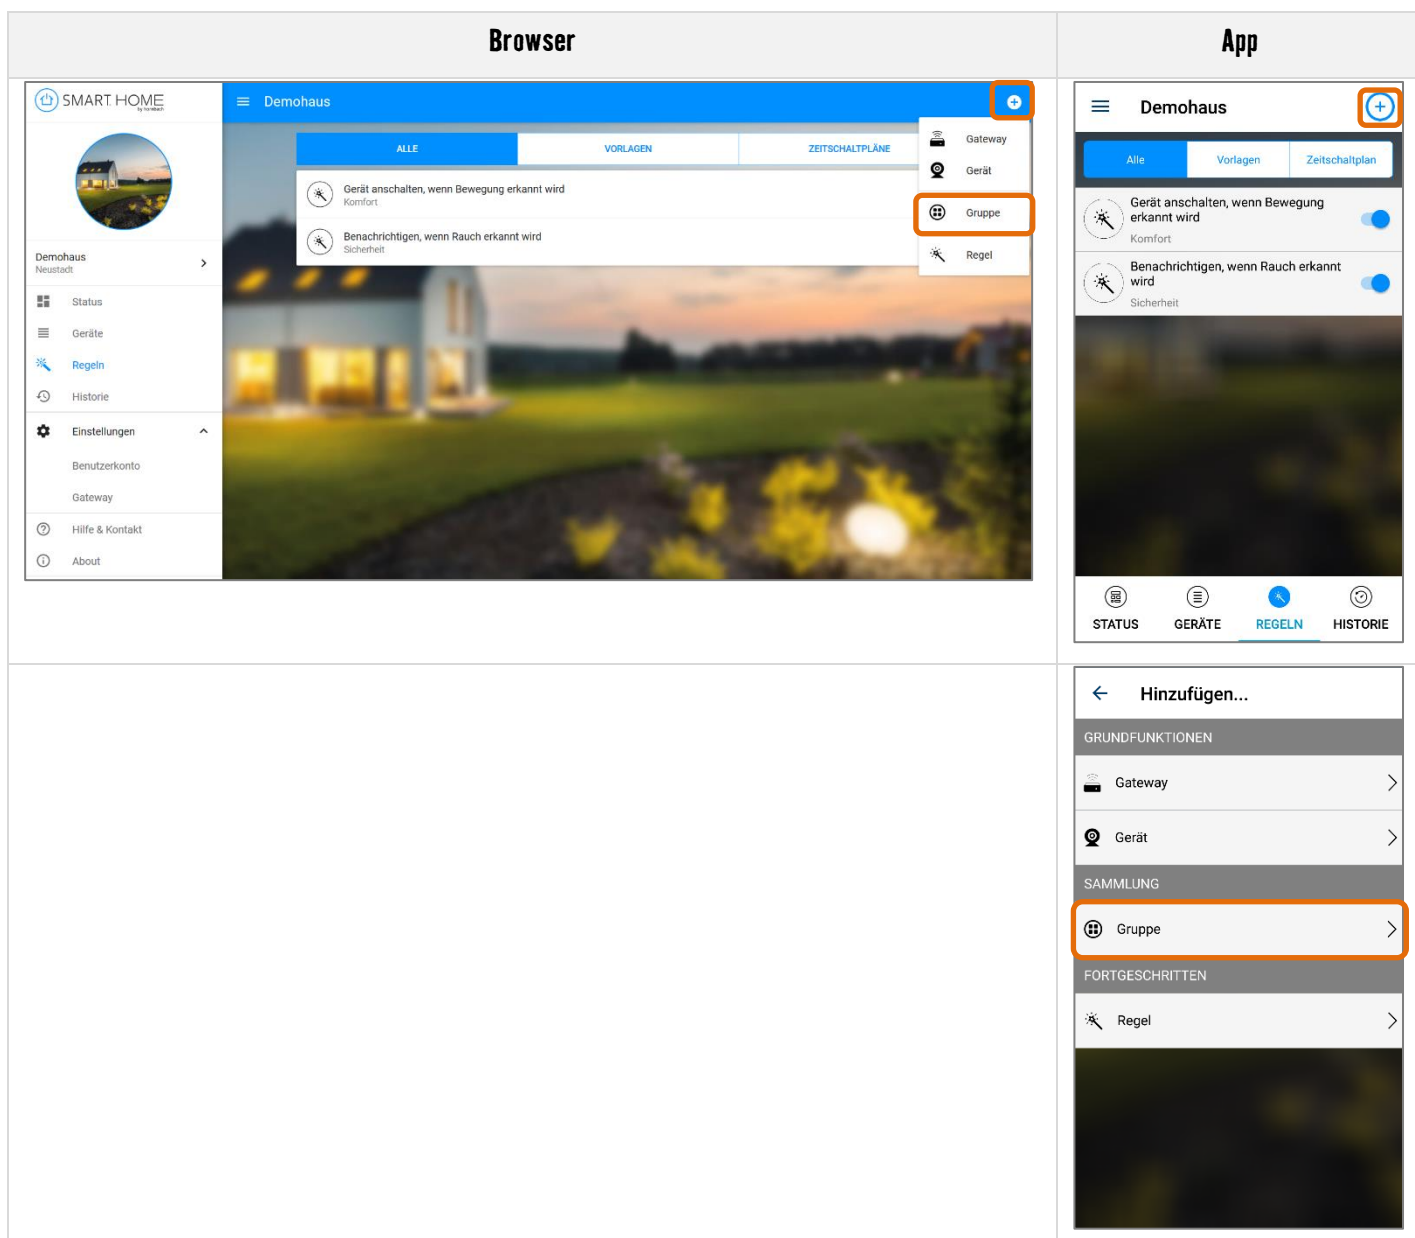 Browser
App
SMART HOME
by hornbach
Demohaus
Neustadt
Status
Geräte
Regeln
Historie
Einstellungen
Benutzerkonto
Gateway
Hilfe & Kontakt
About
Demohaus
ALLE
VORLAGEN
ZEITSCHALTPLÄNE
Gerät anschalten, wenn Bewegung erkannt wird
Komfort
Benachrichtigen, wenn Rauch erkannt wird
Sicherheit
Gateway
Gerät
Gruppe
Regel
Demohaus
Alle
Vorlagen
Zeitschaltplan
Gerät anschalten, wenn Bewegung
erkannt wird
Komfort
Benachrichtigen, wenn Rauch erkannt
wird
Sicherheit
STATUS
GERÄTE
REGELN
HISTORIE
Hinzufügen...
GRUNDFUNKTIONEN
Gateway
Gerät
SAMMLUNG
Gruppe
FORTGESCHRITTEN
Regel